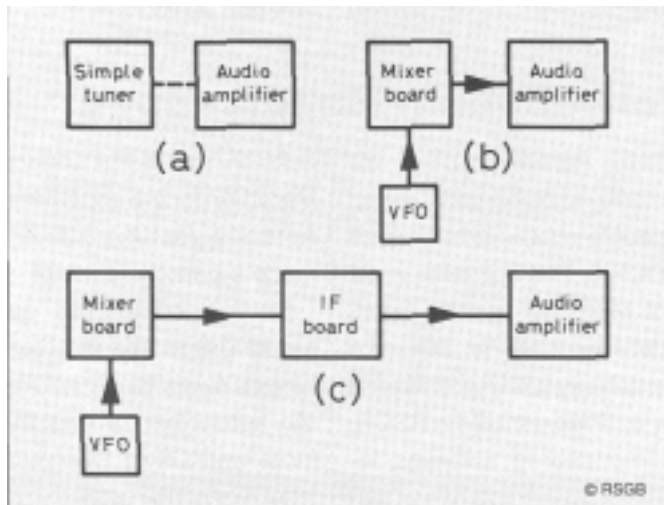 Simple
tuner
Audio
amplifier
(a)
Mixer
board
Audio
amplifier
(b)
VFO
Mixer
board
IF
board
Audio
amplifier
(c)
VFO
© RSGB